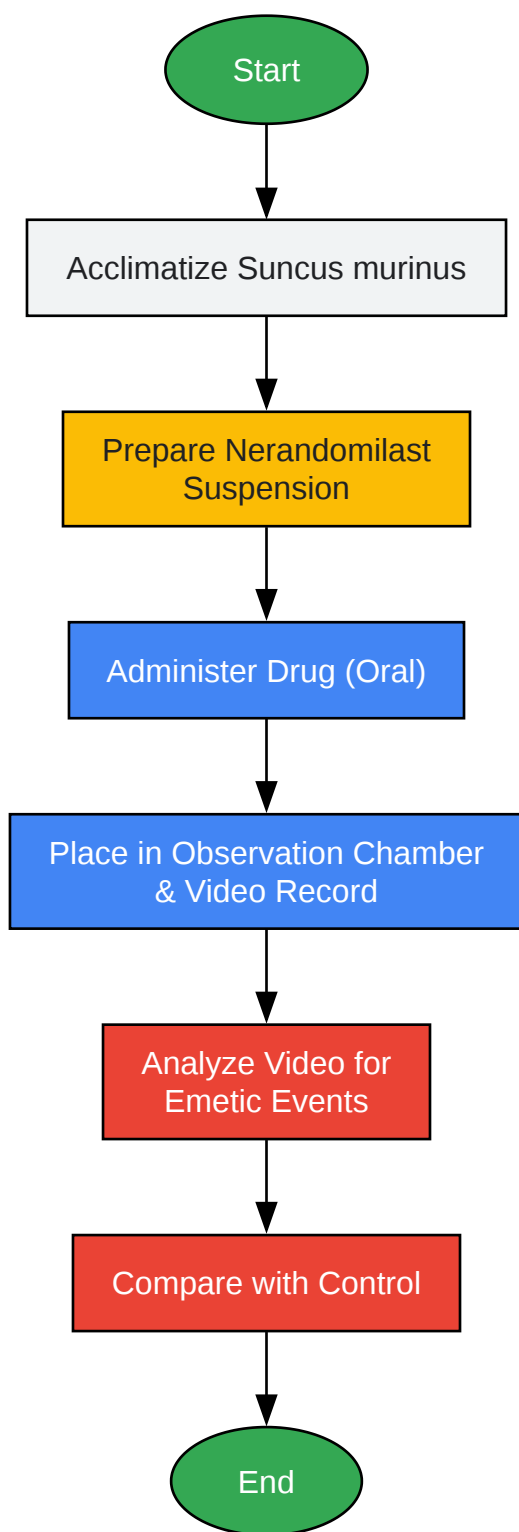 Start
Acclimatize Suncus murinus
Prepare Nerandomilast
Suspension
Administer Drug (Oral)
Place in Observation Chamber
& Video Record
Analyze Video for
Emetic Events
Compare with Control
End